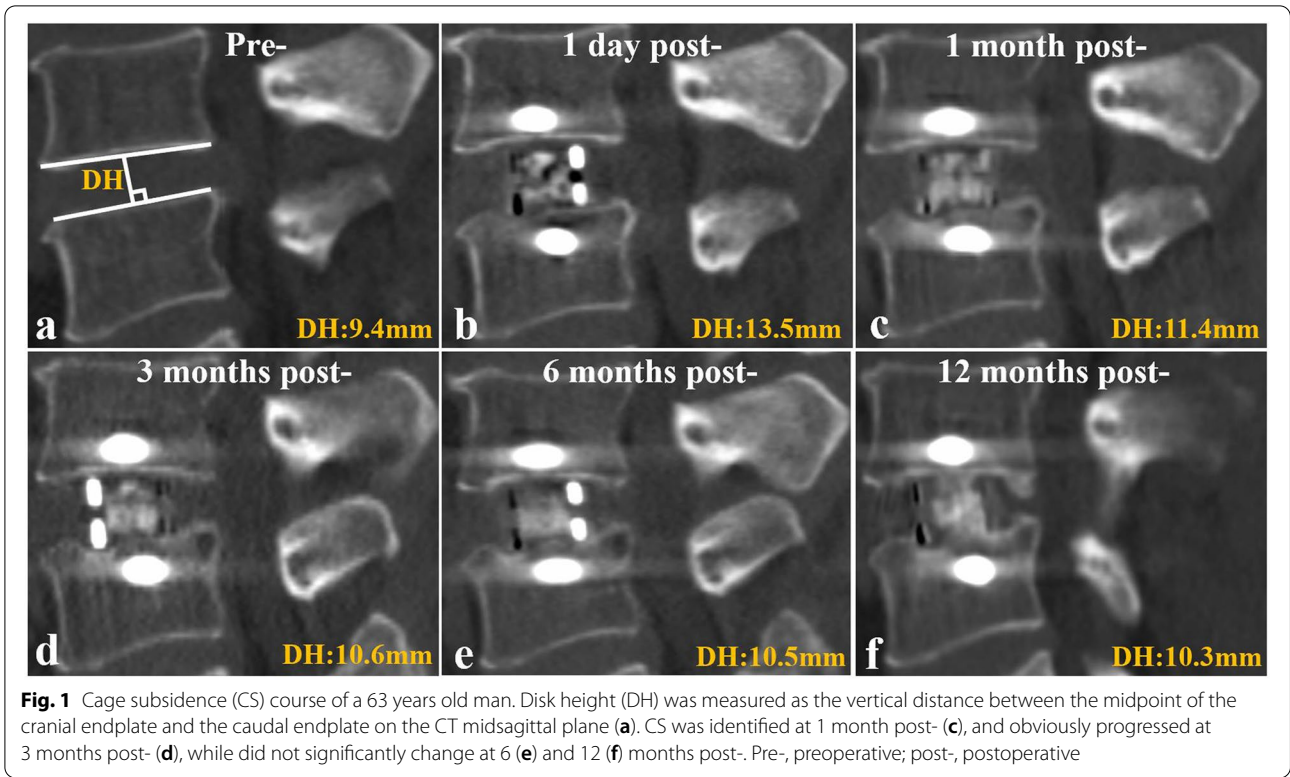 Pre-
1 day post-
1 month post-
DH
a
DH:9.4mm
b
DH:13.5mm
c
DH:11.4mm
3 months post-
6 months post-
12 months post-
d
DH:10.6mm
e
DH:10.5mm
f
DH:10.3mm
Fig. 1 Cage subsidence (CS) course of a 63 years old man. Disk height (DH) was measured as the vertical distance between the midpoint of the
cranial endplate and the caudal endplate on the CT midsagittal plane (a). CS was identified at 1 month post- (c), and obviously progressed at
3 months post- (d), while did not significantly change at 6 (e) and 12 (f) months post-. Pre-, preoperative; post-, postoperative